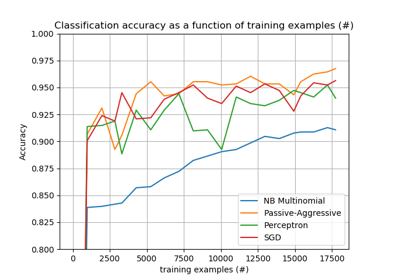 Classification accuracy as a function of training examples (#)
1.000
0.975
0.950
0.925
0.900
0.875
0.850
0.825
0.800
Accuracy
0 2500 5000 7500 10000 12500 15000 17500
training examples (#)
NB Multinomial
Passive-Aggressive
Perceptron
SGD